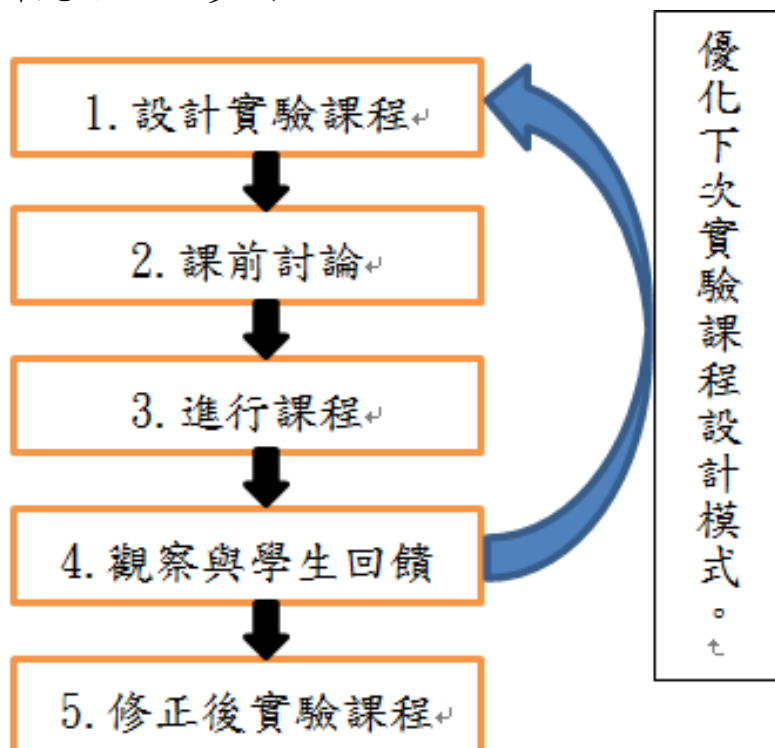 1. 設計實驗課程
2. 課前討論
3. 進行課程
4. 觀察與學生回饋
5. 修正後實驗課程
優化下次實驗課程設計模式。